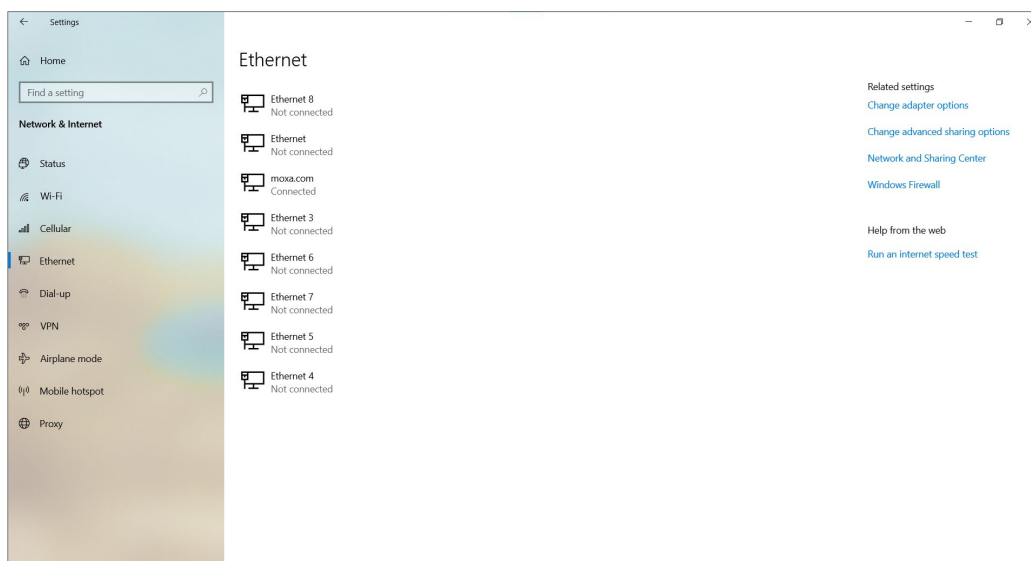 Settings
Home
Find a setting
Network & Internet
Status
Wi-Fi
Cellular
Ethernet
Dial-up
VPN
Airplane mode
Mobile hotspot
Proxy
Ethernet
Ethernet 8
Not connected
Ethernet
Not connected
moxa.com
Connected
Ethernet 3
Not connected
Ethernet 6
Not connected
Ethernet 7
Not connected
Ethernet 5
Not connected
Ethernet 4
Not connected
Related settings
Change adapter options
Change advanced sharing options
Network and Sharing Center
Windows Firewall
Help from the web
Run an internet speed test